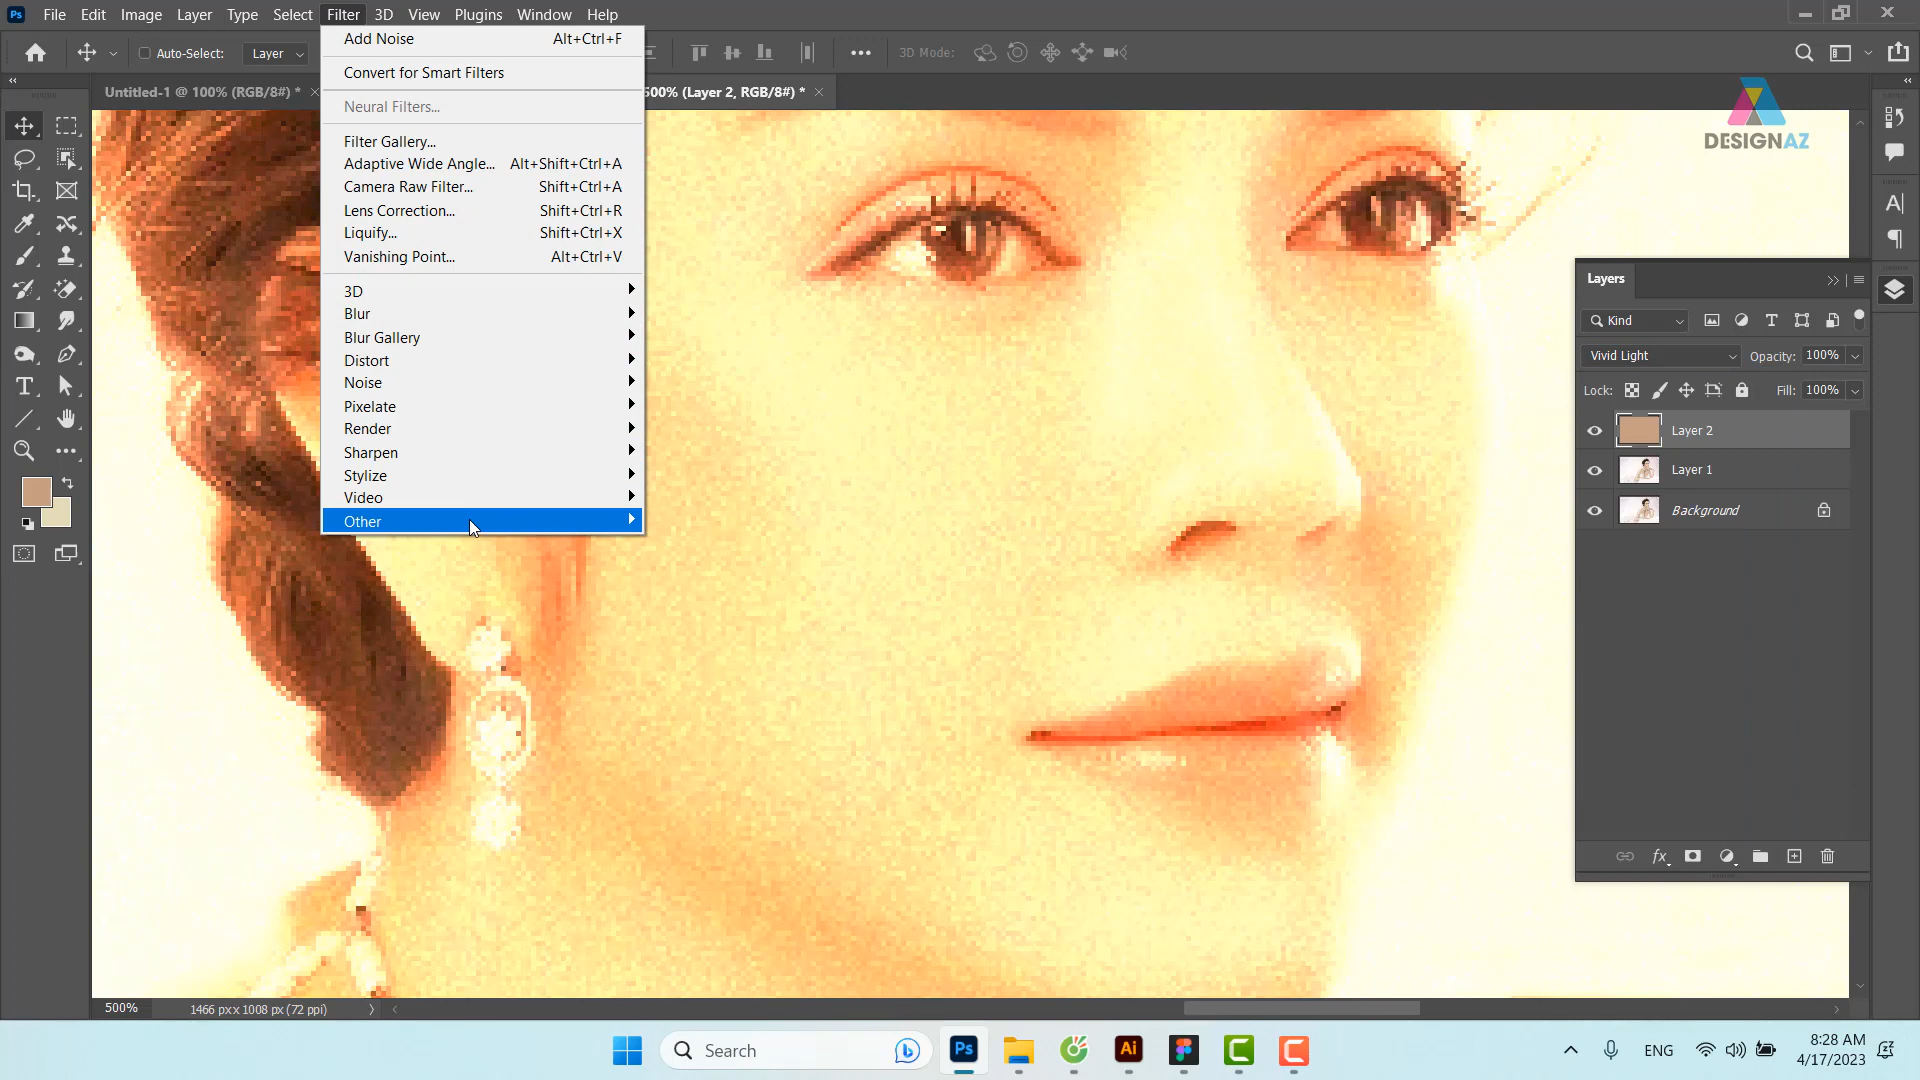 Ps File Edit Image Layer Type Select Filter 3D View Plugins Window Help
Auto-Select: Layer 3D Mode:
Untitled-1 @ 100% (RGB/8#) *
500% (Layer 2, RGB/8#) *
Add Noise Alt+Ctrl+F
Convert for Smart Filters
Neural Filters...
Filter Gallery...
Adaptive Wide Angle... Alt+Shift+Ctrl+A
Camera Raw Filter... Shift+Ctrl+A
Lens Correction... Shift+Ctrl+R
Liquify... Shift+Ctrl+X
Vanishing Point... Alt+Ctrl+V
3D
Blur
Blur Gallery
Distort
Noise
Pixelate
Render
Sharpen
Stylize
Video
Other
DESIGNAZ
Layers
Kind
Vivid Light Opacity: 100%
Lock: Fill: 100%
Layer 2
Layer 1
Background
fx
500% 1466 px x 1008 px (72 ppi)
Search Ps Ai ENG
8:28 AM
4/17/2023